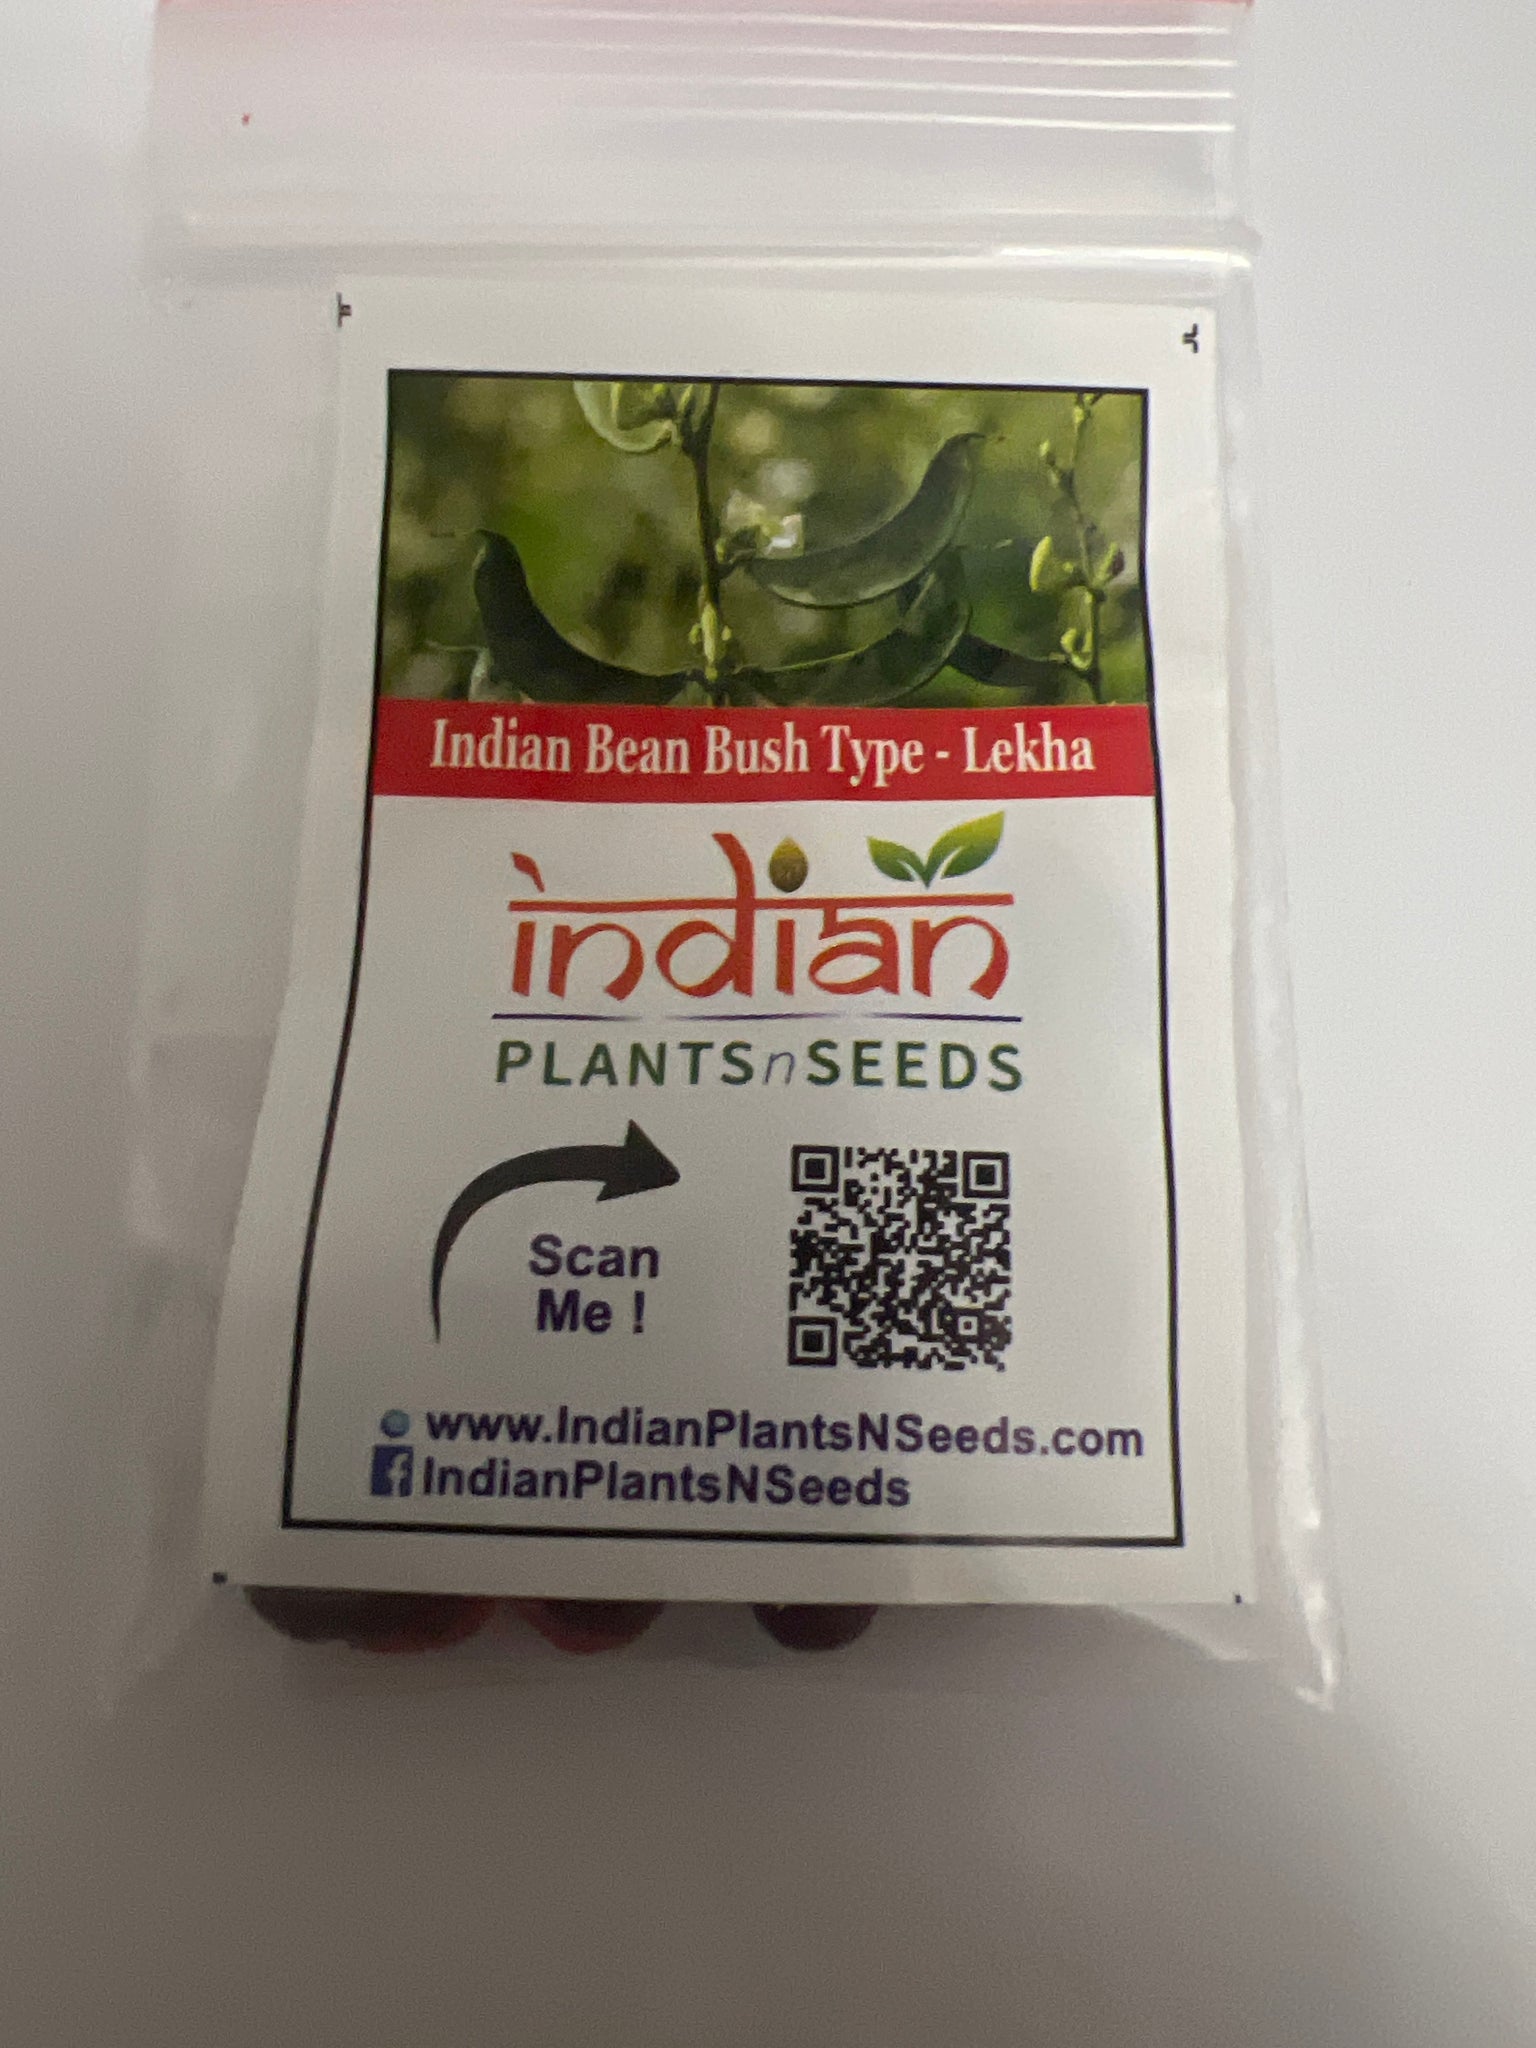 Indian Bean Bush Type - Lekha
indian
PLANTSnSEEDS
Scan
Me !
www.IndianPlantsNSeeds.com
IndianPlantsNSeeds